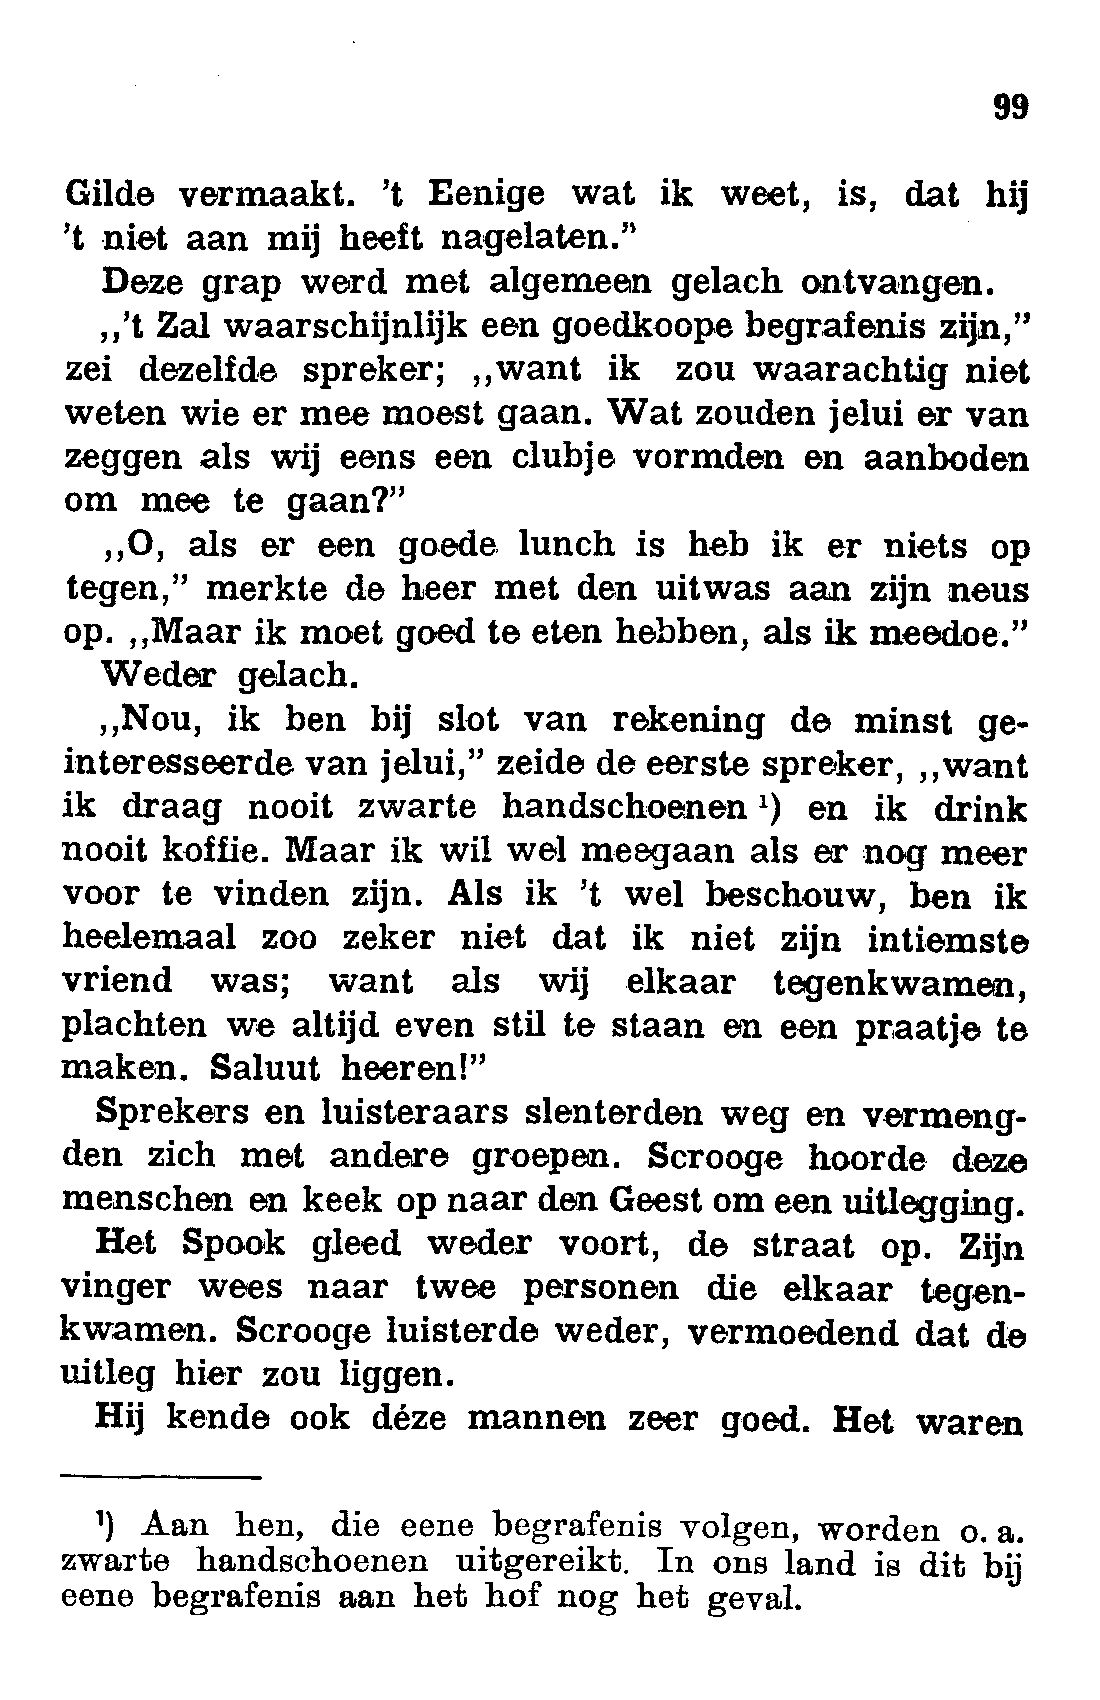 99
Gilde vermaakt. 't Eenige wat ik weet, is, dat hij
't niet aan mij heeft nagelaten.”
Deze grap werd met algemeen gelach ontvangen.
,,'t Zal waarschijnlijk een goedkoope begrafenis zijn,”
zei dezelfde spreker; ,,want ik zou waarachtig niet
weten wie er mee moest gaan. Wat zouden jelui er van
zeggen als wij eens een clubje vormden en aanboden
om mee te gaan?”
,,O, als er een goede lunch is heb ik er niets op
tegen,” merkte de heer met den uitwas aan zijn neus
op. ,,Maar ik moet goed te eten hebben, als ik meedoe.”
Weder gelach.
,,Nou, ik ben bij slot van rekening de minst ge-
interesseerde van jelui,” zeide de eerste spreker, ,,want
ik draag nooit zwarte handschoenen ¹) en ik drink
nooit koffie. Maar ik wil wel meegaan als er nog meer
voor te vinden zijn. Als ik 't wel beschouw, ben ik
heelemaal zoo zeker niet dat ik niet zijn intiemste
vriend was; want als wij elkaar tegenkwamen,
plachten we altijd even stil te staan en een praatje te
maken. Saluut heeren!”
Sprekers en luisteraars slenterden weg en vermeng-
den zich met andere groepen. Scrooge hoorde deze
menschen en keek op naar den Geest om een uitlegging.
Het Spook gleed weder voort, de straat op. Zijn
vinger wees naar twee personen die elkaar tegen-
kwamen. Scrooge luisterde weder, vermoedend dat de
uitleg hier zou liggen.
Hij kende ook déze mannen zeer goed. Het waren
¹) Aan hen, die eene begrafenis volgen, worden o. a.
zwarte handschoenen uitgereikt. In ons land is dit bij
eene begrafenis aan het hof nog het geval.